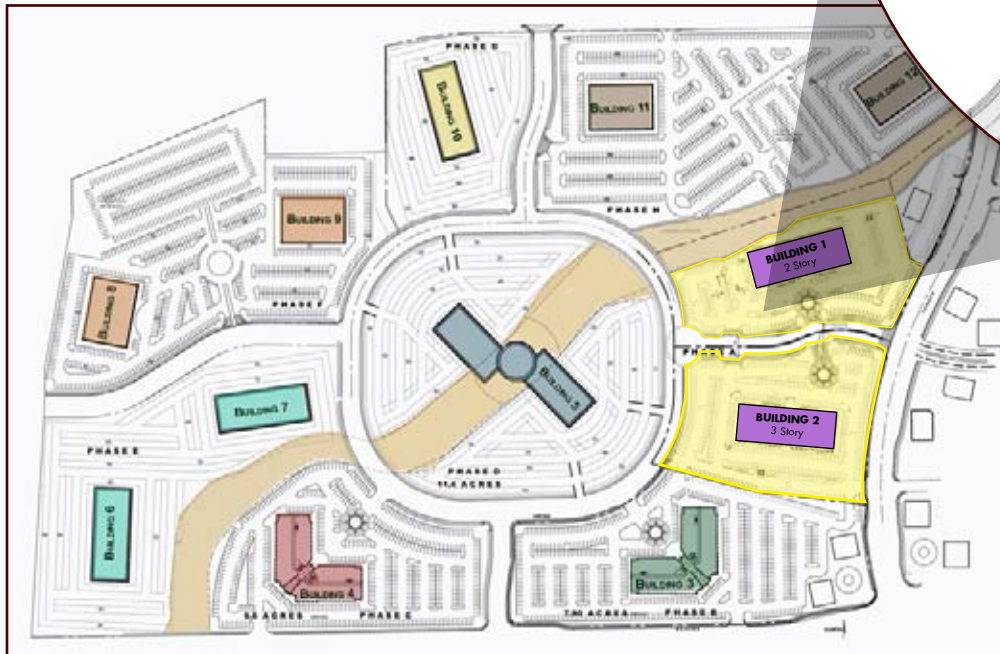 PHASE G
BUILDING 10
BUILDING 11
BUILDING 12
PHASE H
BUILDING 9
BUILDING 8
PHASE F
BUILDING 1
2 Story
PHASE A
BUILDING 5
BUILDING 7
BUILDING 2
3 Story
PHASE E
PHASE D
11.4 ACRES
BUILDING 6
BUILDING 4
BUILDING 3
PHASE C
7.90 ACRES
PHASE B